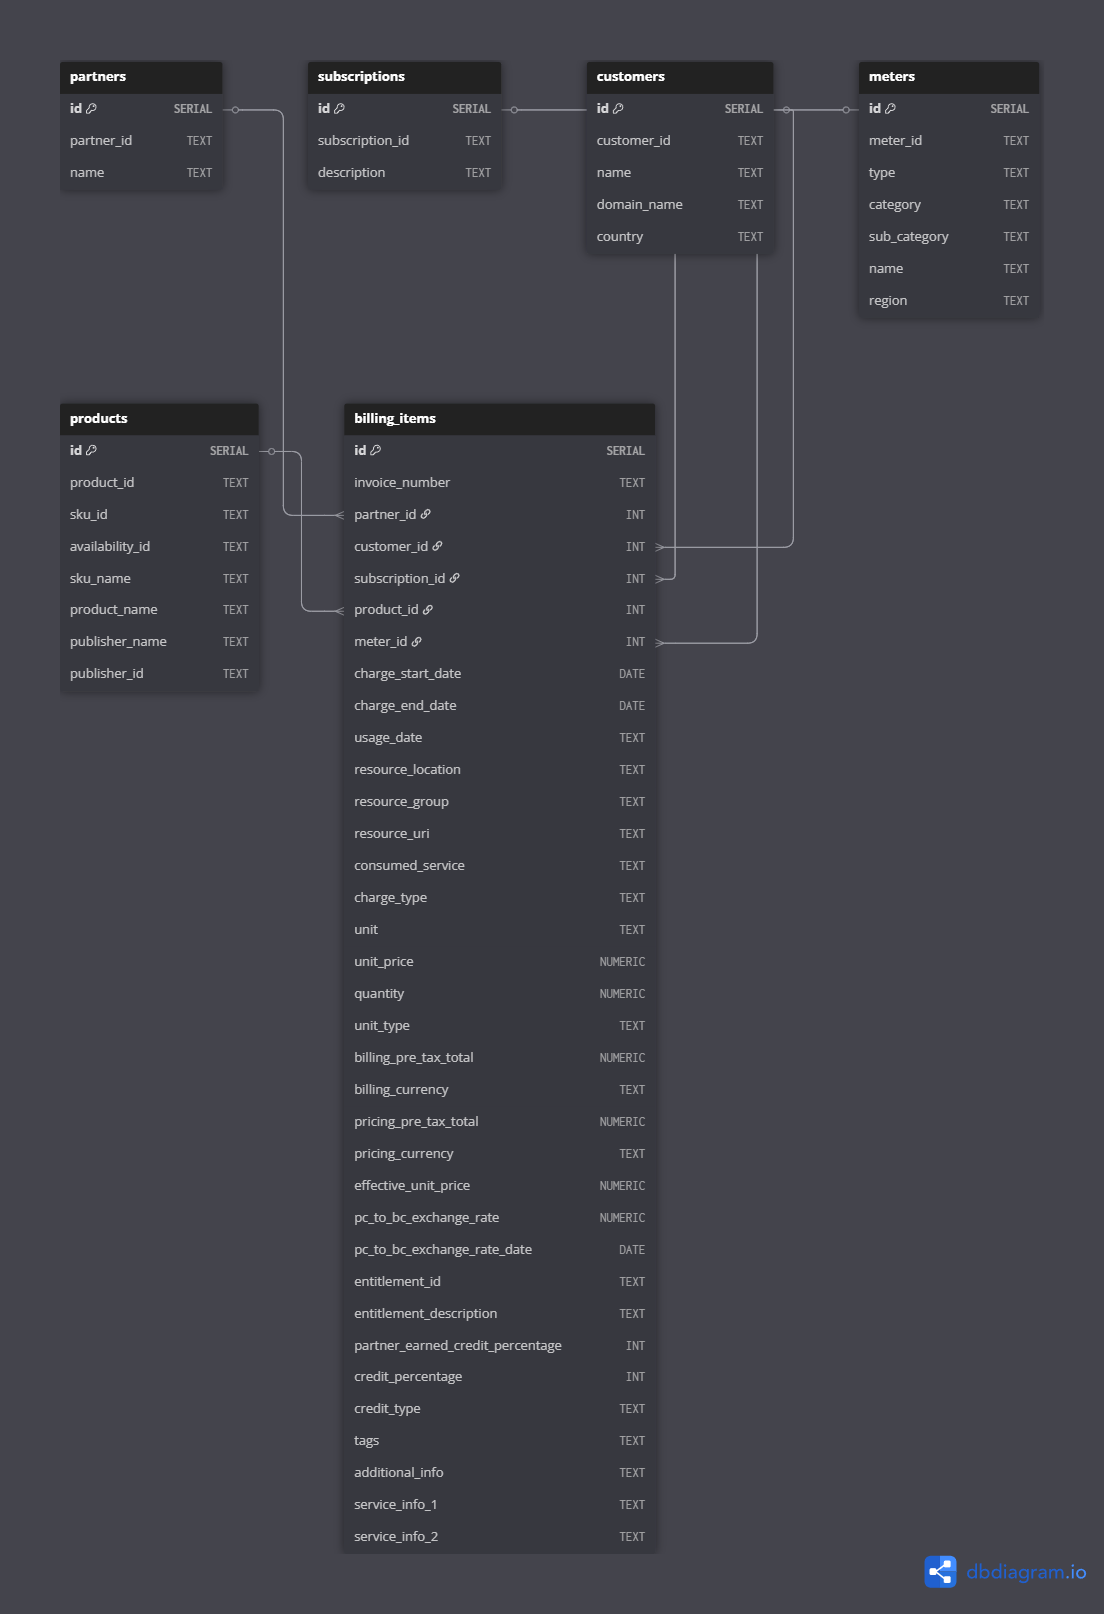 partners
id SERIAL
partner_id TEXT
name TEXT
subscriptions
id SERIAL
subscription_id TEXT
description TEXT
customers
id SERIAL
customer_id TEXT
name TEXT
domain_name TEXT
country TEXT
meters
id SERIAL
meter_id TEXT
type TEXT
category TEXT
sub_category TEXT
name TEXT
region TEXT
products
id SERIAL
product_id TEXT
sku_id TEXT
availability_id TEXT
sku_name TEXT
product_name TEXT
publisher_name TEXT
publisher_id TEXT
billing_items
id SERIAL
invoice_number TEXT
partner_id INT
customer_id INT
subscription_id INT
product_id INT
meter_id INT
charge_start_date DATE
charge_end_date DATE
usage_date TEXT
resource_location TEXT
resource_group TEXT
resource_uri TEXT
consumed_service TEXT
charge_type TEXT
unit TEXT
unit_price NUMERIC
quantity NUMERIC
unit_type TEXT
billing_pre_tax_total NUMERIC
billing_currency TEXT
pricing_pre_tax_total NUMERIC
pricing_currency TEXT
effective_unit_price NUMERIC
pc_to_bc_exchange_rate NUMERIC
pc_to_bc_exchange_rate_date DATE
entitlement_id TEXT
entitlement_description TEXT
partner_earned_credit_percentage INT
credit_percentage INT
credit_type TEXT
tags TEXT
additional_info TEXT
service_info_1 TEXT
service_info_2 TEXT
dbdiagram.io